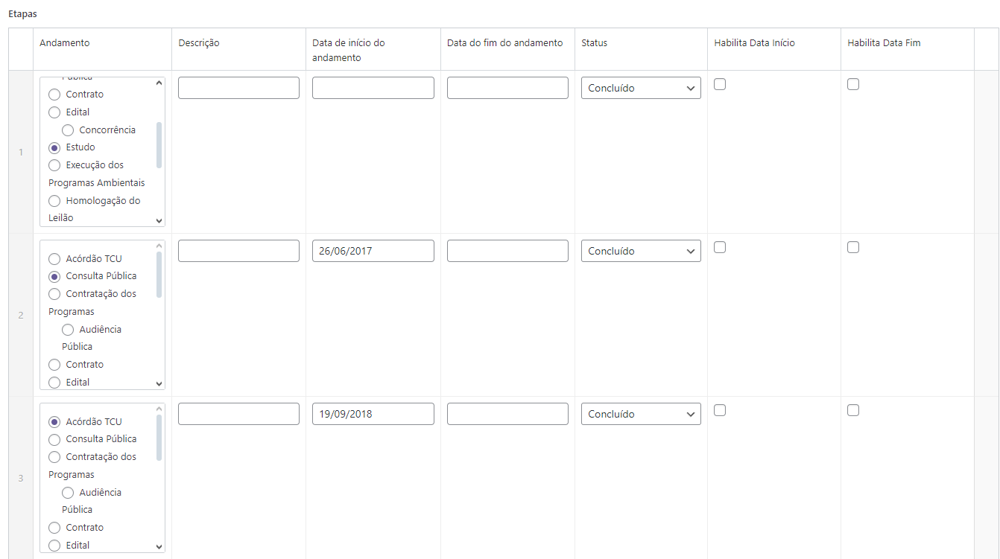 Etapas
Andamento
Descrição
Data de início do
andamento
Data do fim do andamento
Status
Habilita Data Início
Habilita Data Fim
1
Pública
Contrato
Edital
Concorrência
Estudo
Execução dos
Programas Ambientais
Homologação do
Leilão
Concluído
2
Acórdão TCU
Consulta Pública
Contratação dos
Programas
Audiência
Pública
Contrato
Edital
26/06/2017
Concluído
3
Acórdão TCU
Consulta Pública
Contratação dos
Programas
Audiência
Pública
Contrato
Edital
19/09/2018
Concluído